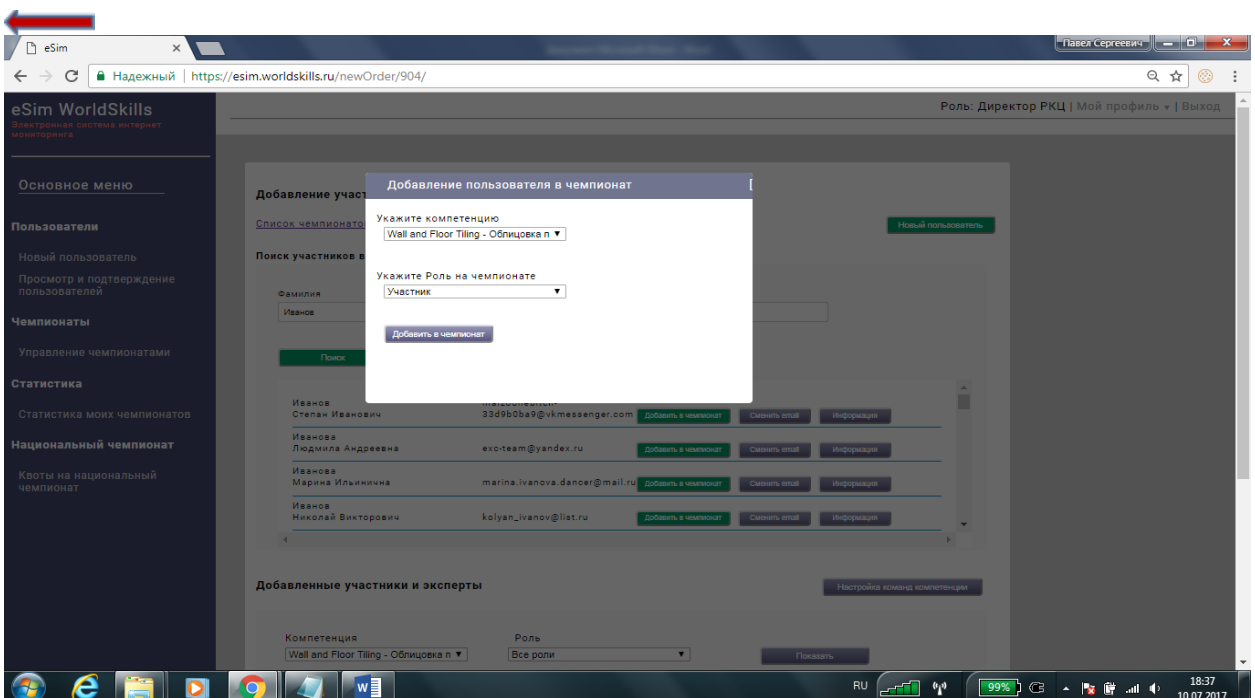 eSim
Павел Сергеевич
Надежный | https://esim.worldskills.ru/newOrder/904/
eSim WorldSkills
Электронная система интернет
мониторинга
Роль: Директор РКЦ | Мой профиль ▾ | Выход
Основное меню
Пользователи
Новый пользователь
Просмотр и подтверждение
пользователей
Чемпионаты
Управление чемпионатами
Статистика
Статистика моих чемпионатов
Национальный чемпионат
Квоты на национальный
чемпионат
Добавление участ
Список чемпионато
Новый пользователь
Поиск участников в
Фамилия
Иванов
Поиск
Добавление пользователя в чемпионат [
Укажите компетенцию
Wall and Floor Tiling - Облицовка п ▼
Укажите Роль на чемпионате
Участник ▼
Добавить в чемпионат
Иванов
Степан Иванович 33d9b0ba9@vkmessenger.com Добавить в чемпионат Сменить email Информация
Иванова
Людмила Андреевна exc-team@yandex.ru Добавить в чемпионат Сменить email Информация
Иванова
Марина Ильинична marina.ivanova.dancer@mail.ru Добавить в чемпионат Сменить email Информация
Иванов
Николай Викторович kolyan_ivanov@list.ru Добавить в чемпионат Сменить email Информация
Добавленные участники и эксперты
Настройка команд компетенции
Компетенция Роль
Wall and Floor Tiling - Облицовка п ▼ Все роли ▼ Показать
RU 99% 18:37
10.07.2017